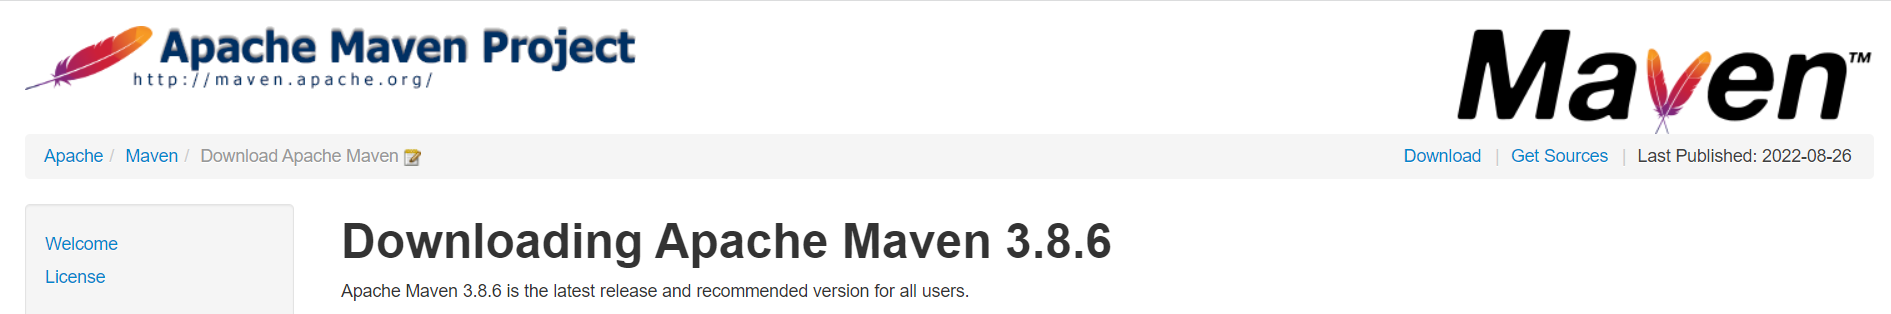 Apache Maven Project
http://maven.apache.org/
Maven™
Apache / Maven / Download Apache Maven
Download | Get Sources | Last Published: 2022-08-26
Welcome
License
Downloading Apache Maven 3.8.6
Apache Maven 3.8.6 is the latest release and recommended version for all users.